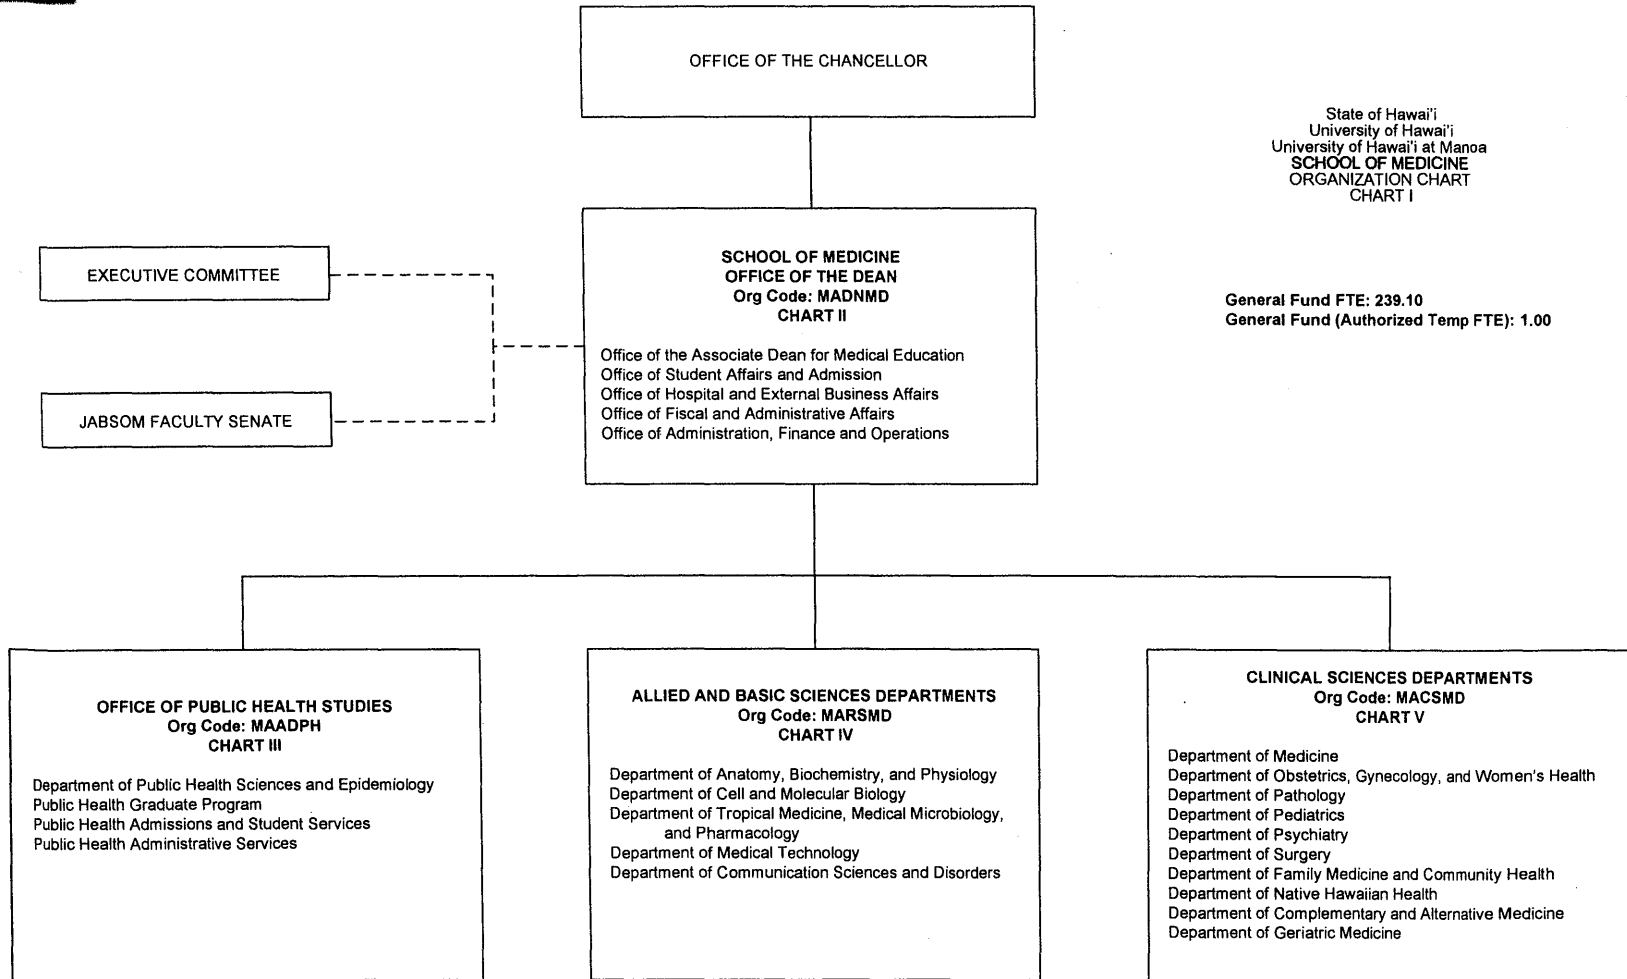 OFFICE OF THE CHANCELLOR
State of Hawai'i
University of Hawai'i
University of Hawai'i at Manoa
SCHOOL OF MEDICINE
ORGANIZATION CHART
CHART I
General Fund FTE: 239.10
General Fund (Authorized Temp FTE): 1.00
EXECUTIVE COMMITTEE
JABSOM FACULTY SENATE
SCHOOL OF MEDICINE
OFFICE OF THE DEAN
Org Code: MADNMD
CHART II
Office of the Associate Dean for Medical Education
Office of Student Affairs and Admission
Office of Hospital and External Business Affairs
Office of Fiscal and Administrative Affairs
Office of Administration, Finance and Operations
OFFICE OF PUBLIC HEALTH STUDIES
Org Code: MAADPH
CHART III
Department of Public Health Sciences and Epidemiology
Public Health Graduate Program
Public Health Admissions and Student Services
Public Health Administrative Services
ALLIED AND BASIC SCIENCES DEPARTMENTS
Org Code: MARSMD
CHART IV
Department of Anatomy, Biochemistry, and Physiology
Department of Cell and Molecular Biology
Department of Tropical Medicine, Medical Microbiology,
and Pharmacology
Department of Medical Technology
Department of Communication Sciences and Disorders
CLINICAL SCIENCES DEPARTMENTS
Org Code: MACSMD
CHART V
Department of Medicine
Department of Obstetrics, Gynecology, and Women's Health
Department of Pathology
Department of Pediatrics
Department of Psychiatry
Department of Surgery
Department of Family Medicine and Community Health
Department of Native Hawaiian Health
Department of Complementary and Alternative Medicine
Department of Geriatric Medicine